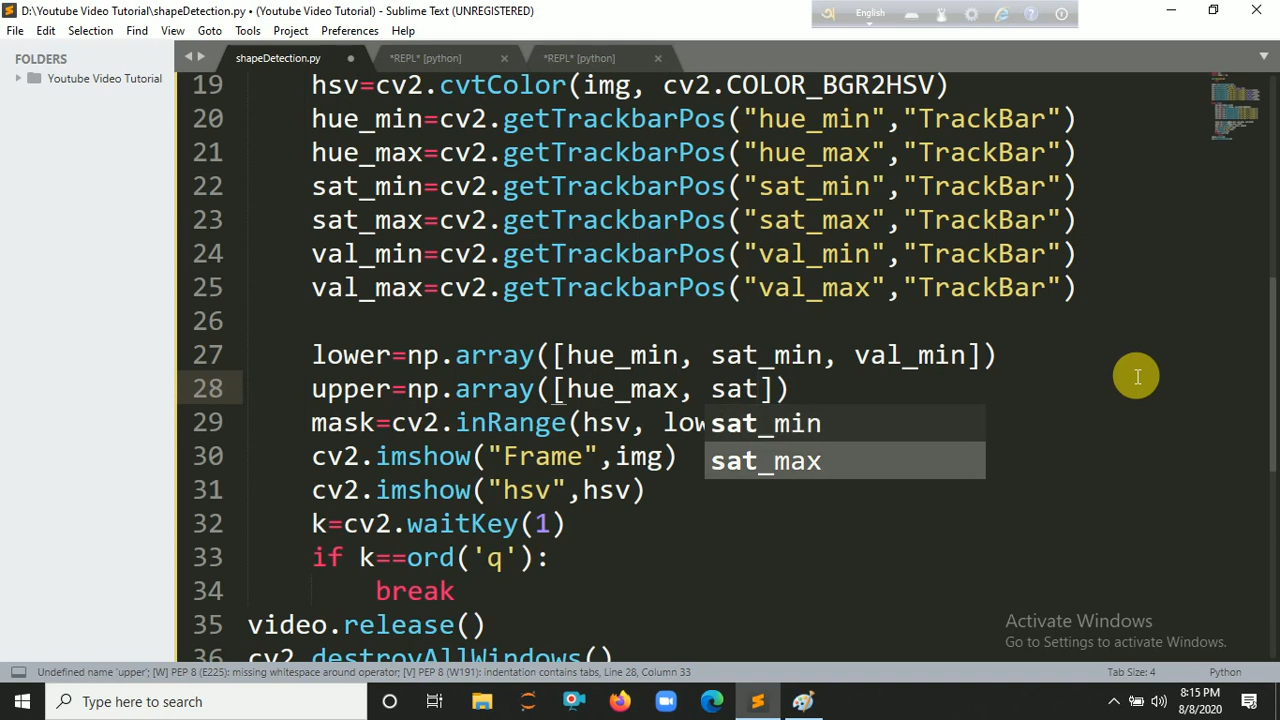 D:\Youtube Video Tutorial\shapeDetection.py • (Youtube Video Tutorial) - Sublime Text (UNREGISTERED)
English
File Edit Selection Find View Goto Tools Project Preferences Help
FOLDERS
Youtube Video Tutorial
shapeDetection.py
*REPL* [python]
*REPL* [python]
19 hsv=cv2.cvtColor(img, cv2.COLOR_BGR2HSV)
20 hue_min=cv2.getTrackbarPos("hue_min","TrackBar")
21 hue_max=cv2.getTrackbarPos("hue_max","TrackBar")
22 sat_min=cv2.getTrackbarPos("sat_min","TrackBar")
23 sat_max=cv2.getTrackbarPos("sat_max","TrackBar")
24 val_min=cv2.getTrackbarPos("val_min","TrackBar")
25 val_max=cv2.getTrackbarPos("val_max","TrackBar")
26
27 lower=np.array([hue_min, sat_min, val_min])
28 upper=np.array([hue_max, sat])
29 mask=cv2.inRange(hsv, low
sat_min
sat_max
30 cv2.imshow("Frame",img)
31 cv2.imshow("hsv",hsv)
32 k=cv2.waitKey(1)
33 if k==ord('q'):
34 break
35 video.release()
36 cv2.destroyAllWindows()
Activate Windows
Go to Settings to activate Windows.
Undefined name 'upper'; [W] PEP 8 (E225): missing whitespace around operator; [V] PEP 8 (W191): indentation contains tabs, Line 28, Column 33
Tab Size: 4
Python
Type here to search
8:15 PM
8/8/2020